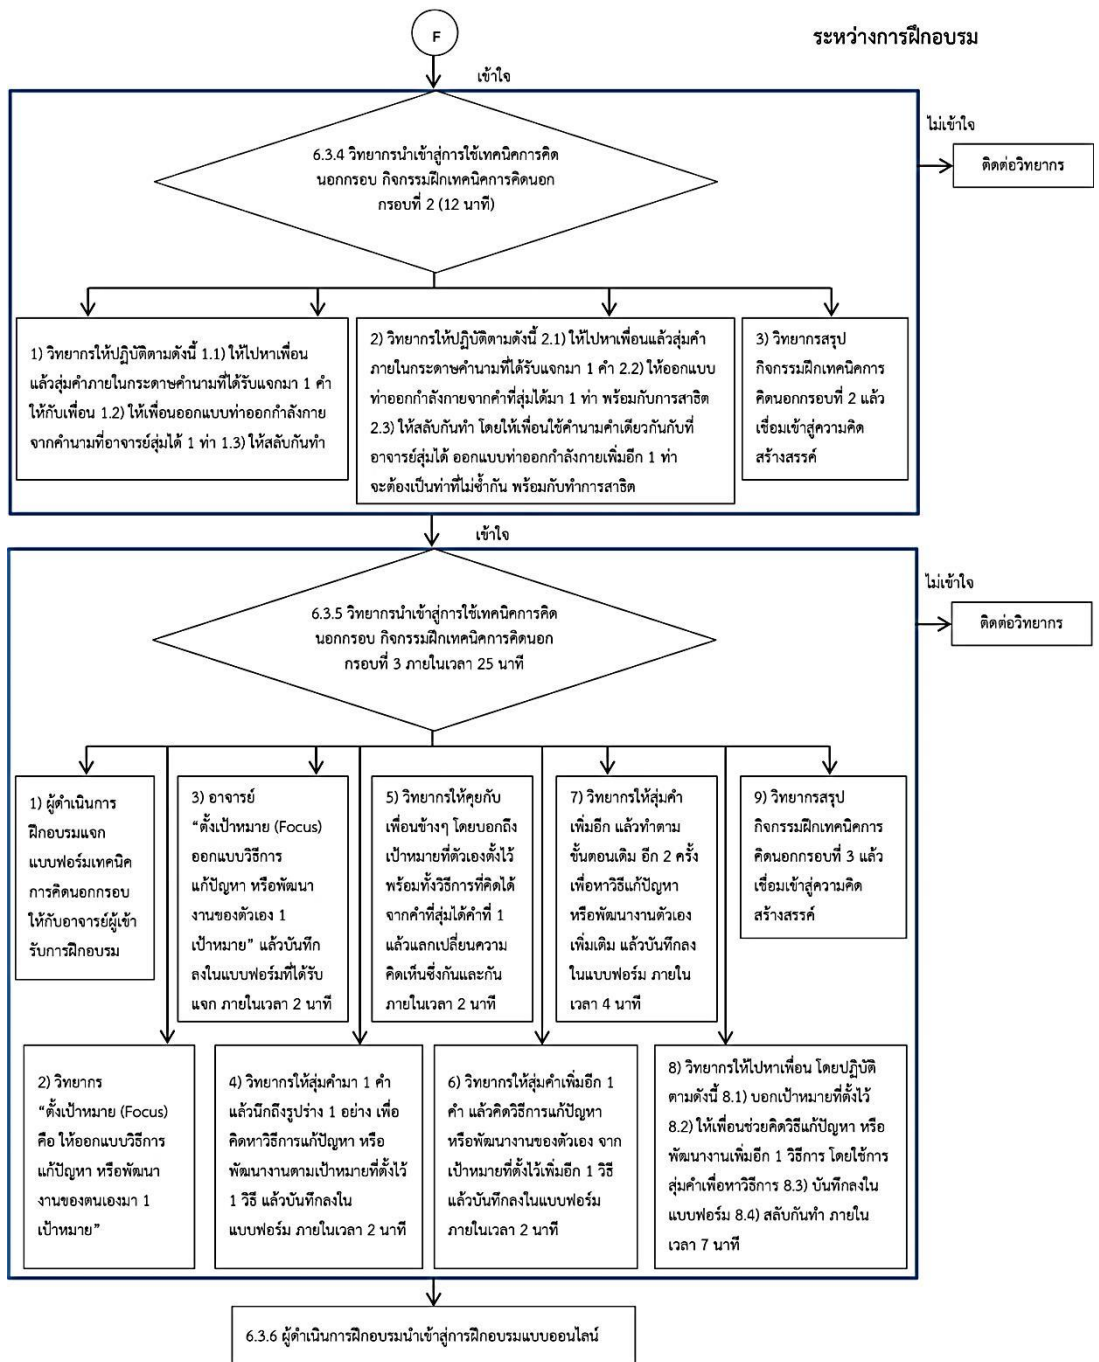 F
ระหว่างการฝึกอบรม
เข้าใจ
6.3.4 วิทยากรนำเข้าสู่การใช้เทคนิคการคิด
นอกกรอบ กิจกรรมฝึกเทคนิคการคิดนอก
กรอบที่ 2 (12 นาที)
ไม่เข้าใจ
ติดต่อวิทยากร
1) วิทยากรให้ปฏิบัติตามดังนี้ 1.1) ให้ไปหาเพื่อน
แล้วสุ่มคำภายในกระดาษคำนามที่ได้รับแจกมา 1 คำ
ให้กับเพื่อน 1.2) ให้เพื่อนออกแบบท่าออกกำลังกาย
จากคำนามที่อาจารย์สุ่มได้ 1 ท่า 1.3) ให้สลับกันทำ
2) วิทยากรให้ปฏิบัติตามดังนี้ 2.1) ให้ไปหาเพื่อนแล้วสุ่มคำ
ภายในกระดาษคำนามที่ได้รับแจกมา 1 คำ 2.2) ให้ออกแบบ
ท่าออกกำลังกายจากคำที่สุ่มได้มา 1 ท่า พร้อมกับการสาธิต
2.3) ให้สลับกันทำ โดยให้เพื่อนใช้คำนามคำเดียวกันกับที่
อาจารย์สุ่มได้ ออกแบบท่าออกกำลังกายเพิ่มอีก 1 ท่า
จะต้องเป็นท่าที่ไม่ซ้ำกัน พร้อมกับทำการสาธิต
3) วิทยากรสรุป
กิจกรรมฝึกเทคนิคการ
คิดนอกกรอบที่ 2 แล้ว
เชื่อมเข้าสู่ความคิด
สร้างสรรค์
เข้าใจ
6.3.5 วิทยากรนำเข้าสู่การใช้เทคนิคการคิด
นอกกรอบ กิจกรรมฝึกเทคนิคการคิดนอก
กรอบที่ 3 ภายในเวลา 25 นาที
ไม่เข้าใจ
ติดต่อวิทยากร
1) ผู้ดำเนินการ
ฝึกอบรมแจก
แบบฟอร์มเทคนิค
การคิดนอกกรอบ
ให้กับอาจารย์ผู้เข้า
รับการฝึกอบรม
3) อาจารย์
“ตั้งเป้าหมาย (Focus)
ออกแบบวิธีการ
แก้ปัญหา หรือพัฒนา
งานของตัวเอง 1
เป้าหมาย” แล้วบันทึก
ลงในแบบฟอร์มที่ได้รับ
แจก ภายในเวลา 2 นาที
5) วิทยากรให้คุยกับ
เพื่อนข้างๆ โดยบอกถึง
เป้าหมายที่ตัวเองตั้งไว้
พร้อมทั้งวิธีการที่คิดได้
จากคำที่สุ่มได้คำที่ 1
แล้วแลกเปลี่ยนความ
คิดเห็นซึ่งกันและกัน
ภายในเวลา 2 นาที
7) วิทยากรให้สุ่มคำ
เพิ่มอีก แล้วทำตาม
ขั้นตอนเดิม อีก 2 ครั้ง
เพื่อหาวิธีแก้ปัญหา
หรือพัฒนางานตัวเอง
เพิ่มเติม แล้วบันทึกลง
ในแบบฟอร์ม ภายใน
เวลา 4 นาที
9) วิทยากรสรุป
กิจกรรมฝึกเทคนิคการ
คิดนอกกรอบที่ 3 แล้ว
เชื่อมเข้าสู่ความคิด
สร้างสรรค์
2) วิทยากร
“ตั้งเป้าหมาย (Focus)
คือ ให้ออกแบบวิธีการ
แก้ปัญหา หรือพัฒนา
งานของตนเองมา 1
เป้าหมาย”
4) วิทยากรให้สุ่มคำมา 1 คำ
แล้วนึกถึงรูปร่าง 1 อย่าง เพื่อ
คิดหาวิธีการแก้ปัญหา หรือ
พัฒนางานตามเป้าหมายที่ตั้งไว้
1 วิธี แล้วบันทึกลงใน
แบบฟอร์ม ภายในเวลา 2 นาที
6) วิทยากรให้สุ่มคำเพิ่มอีก 1
คำ แล้วคิดวิธีการแก้ปัญหา
หรือพัฒนางานของตัวเอง จาก
เป้าหมายที่ตั้งไว้เพิ่มอีก 1 วิธี
แล้วบันทึกลงในแบบฟอร์ม
ภายในเวลา 2 นาที
8) วิทยากรให้ไปหาเพื่อน โดยปฏิบัติ
ตามดังนี้ 8.1) บอกเป้าหมายที่ตั้งไว้
8.2) ให้เพื่อนช่วยคิดวิธีแก้ปัญหา หรือ
พัฒนางานเพิ่มอีก 1 วิธีการ โดยใช้การ
สุ่มคำเพื่อหาวิธีการ 8.3) บันทึกลงใน
แบบฟอร์ม 8.4) สลับกันทำ ภายใน
เวลา 7 นาที
6.3.6 ผู้ดำเนินการฝึกอบรมนำเข้าสู่การฝึกอบรมแบบออนไลน์